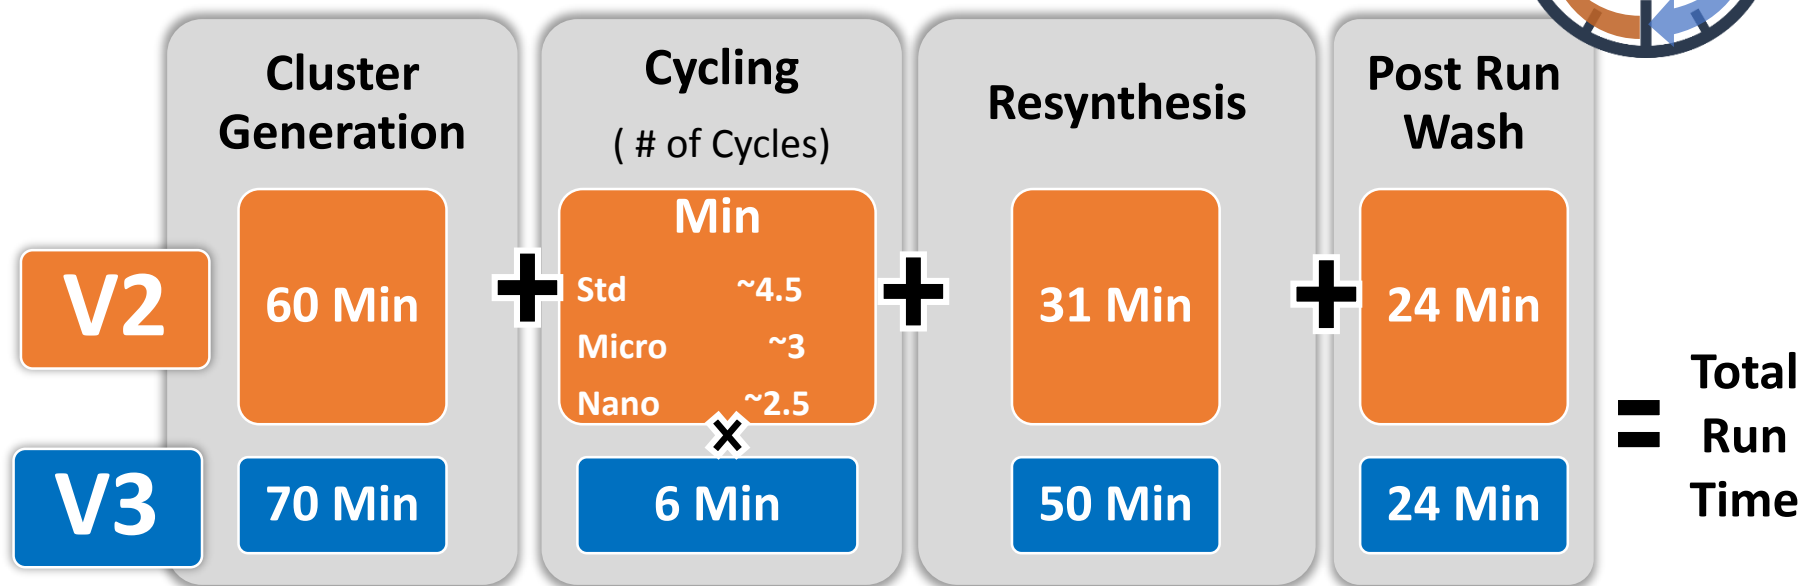 Cluster
Generation
Cycling
( # of Cycles)
Resynthesis
Post Run
Wash
V2
60 Min
+
Min
Std ~4.5
Micro ~3
Nano ~2.5
+
31 Min
+
24 Min
×
V3
70 Min
6 Min
50 Min
24 Min
=
Total
Run
Time